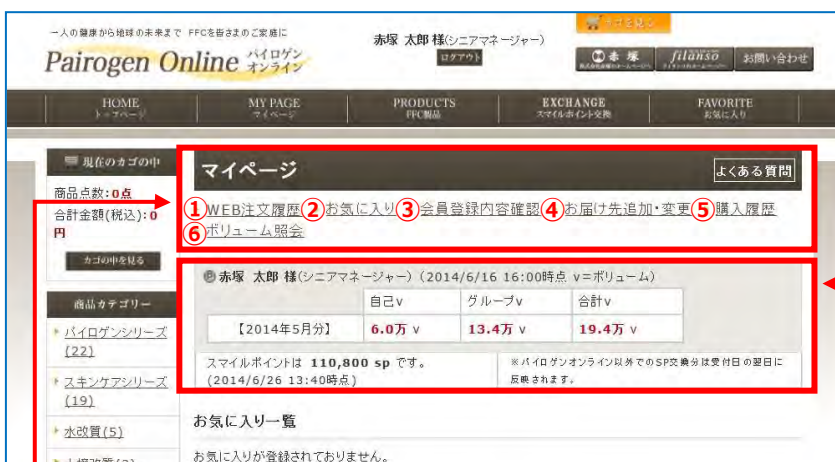 一人の健康から地球の未来まで FFCを皆さまのご家庭に
Pairogen Online パイロゲンオンライン
赤塚 太郎 様(シニアマネージャー)
ログアウト
カゴを見る
赤塚
filanso
お問い合わせ
HOME
トップページ
MY PAGE
マイページ
PRODUCTS
FFC製品
EXCHANGE
スマイルポイント交換
FAVORITE
お気に入り
現在のカゴの中
商品点数:0点
合計金額(税込):0
円
カゴの中を見る
商品カテゴリー
パイロゲンシリーズ
(22)
スキンケアシリーズ
(19)
水改質(5)
マイページ
よくある質問
①WEB注文履歴②お気に入り③会員登録内容確認④お届け先追加・変更⑤購入履歴
⑥ボリューム照会
Ⓟ赤塚 太郎 様(シニアマネージャー)(2014/6/16 16:00時点 v=ボリューム)
自己v グループv 合計v
【2014年5月分】 6.0万 v 13.4万 v 19.4万 v
スマイルポイントは 110,800 sp です。
(2014/6/26 13:40時点)
※パイロゲンオンライン以外でのSP交換分は受付日の翌日に
反映されます。
お気に入り一覧
お気に入りが登録されておりません。